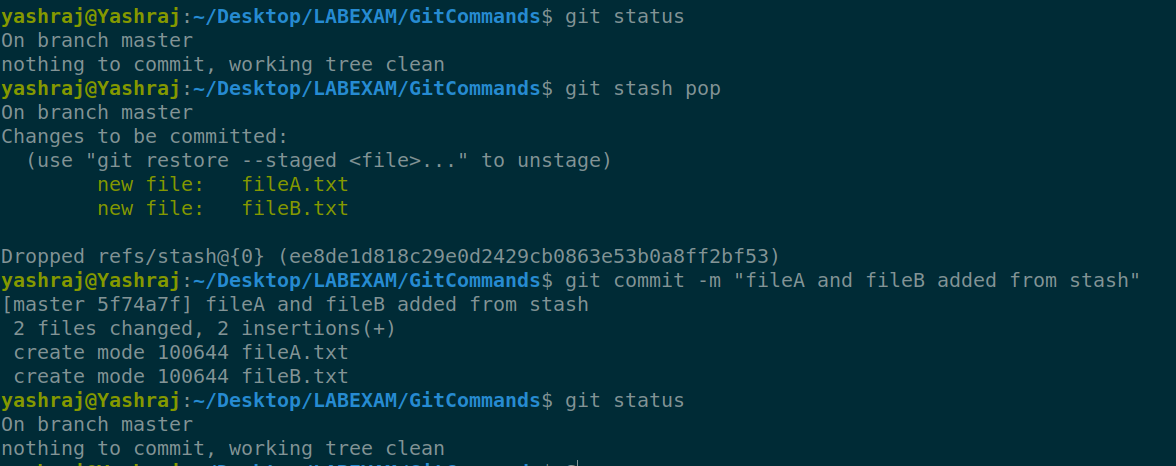 yashraj@Yashraj:~/Desktop/LABEXAM/GitCommands$ git status
On branch master
nothing to commit, working tree clean
yashraj@Yashraj:~/Desktop/LABEXAM/GitCommands$ git stash pop
On branch master
Changes to be committed:
  (use "git restore --staged <file>..." to unstage)
        new file:   fileA.txt
        new file:   fileB.txt

Dropped refs/stash@{0} (ee8de1d818c29e0d2429cb0863e53b0a8ff2bf53)
yashraj@Yashraj:~/Desktop/LABEXAM/GitCommands$ git commit -m "fileA and fileB added from stash"
[master 5f74a7f] fileA and fileB added from stash
 2 files changed, 2 insertions(+)
 create mode 100644 fileA.txt
 create mode 100644 fileB.txt
yashraj@Yashraj:~/Desktop/LABEXAM/GitCommands$ git status
On branch master
nothing to commit, working tree clean